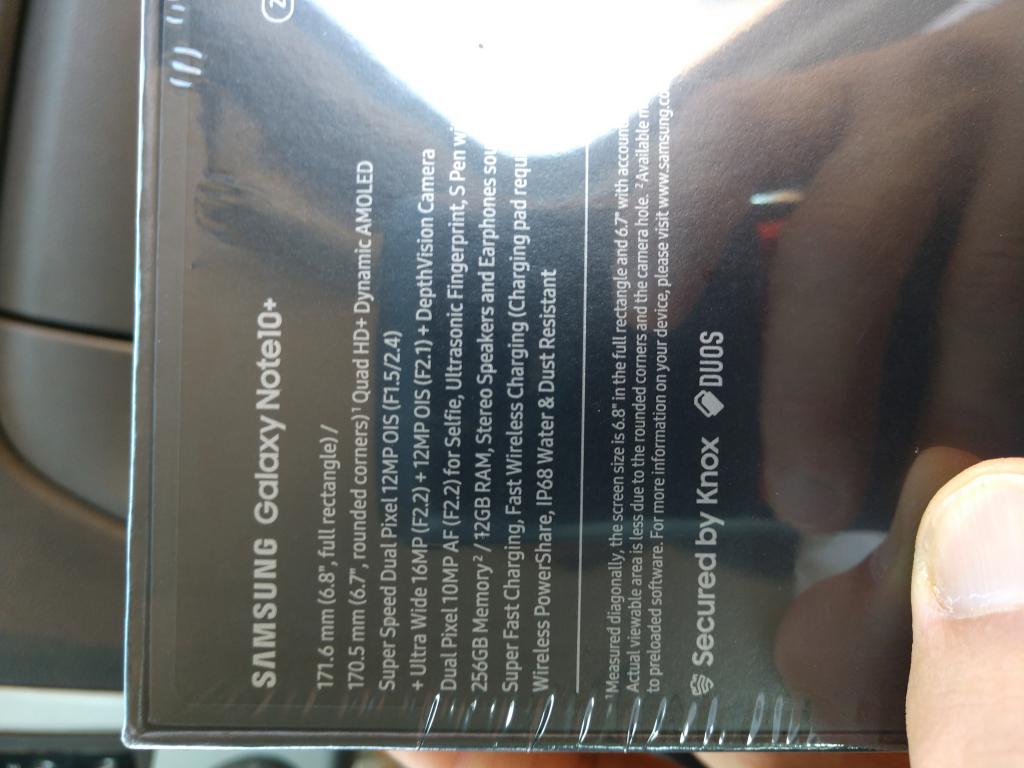 SAMSUNG Galaxy Note10+
171.6 mm (6.8", full rectangle) /
170.5 mm (6.7", rounded corners)¹ Quad HD+ Dynamic AMOLED
Super Speed Dual Pixel 12MP OIS (F1.5/2.4)
+ Ultra Wide 16MP (F2.2) + 12MP OIS (F2.1) + DepthVision Camera
Dual Pixel 10MP AF (F2.2) for Selfie, Ultrasonic Fingerprint, S Pen
256GB Memory² / 12GB RAM, Stereo Speakers and Earphones
Super Fast Charging, Fast Wireless Charging (Charging pad
Wireless PowerShare, IP68 Water & Dust Resistant
¹Measured diagonally, the screen size is 6.8" in the full rectangle and 6.7" with
Actual viewable area is less due to the rounded corners and the camera hole. ²Available
to preloaded software. For more information on your device, please visit
Secured by Knox DUOS